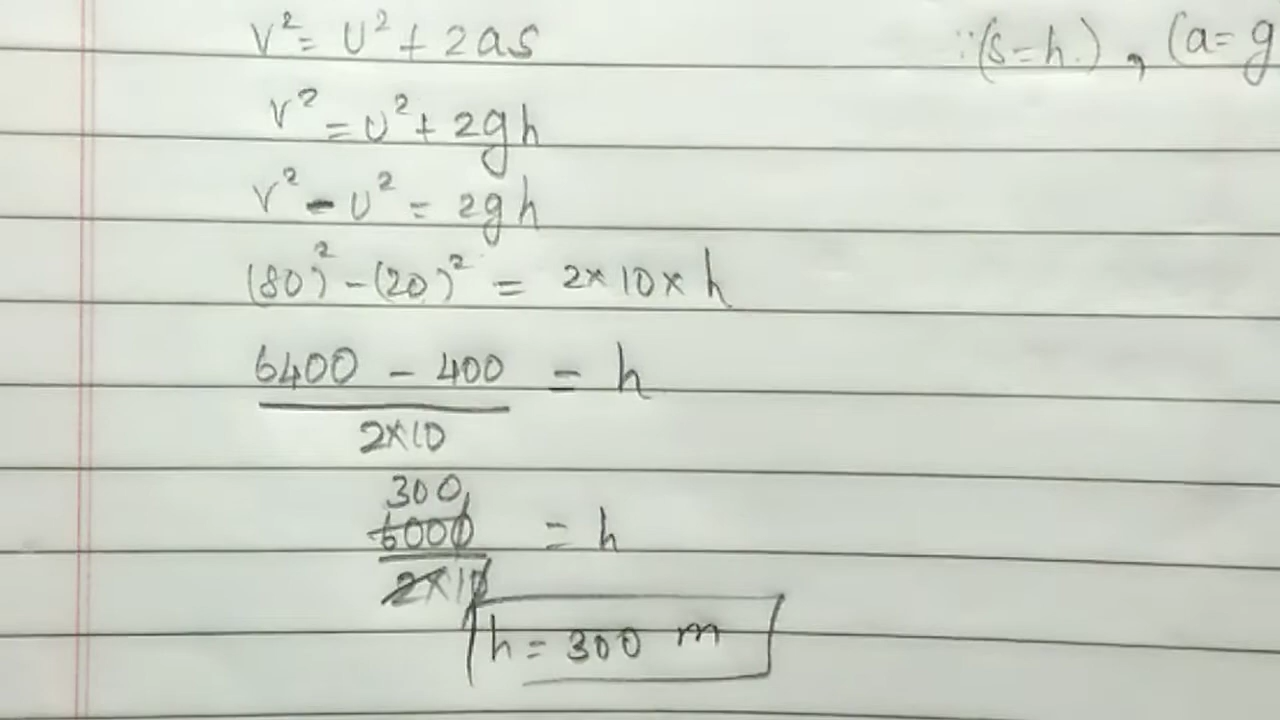 V² = U² + 2as ∵(s=h.) , (a=g
V² = U² + 2gh
V² - U² = 2gh
(80)² - (20)² = 2×10×h
6400 - 400 = h
2×10
300
6000 = h
2×10
h = 300 m